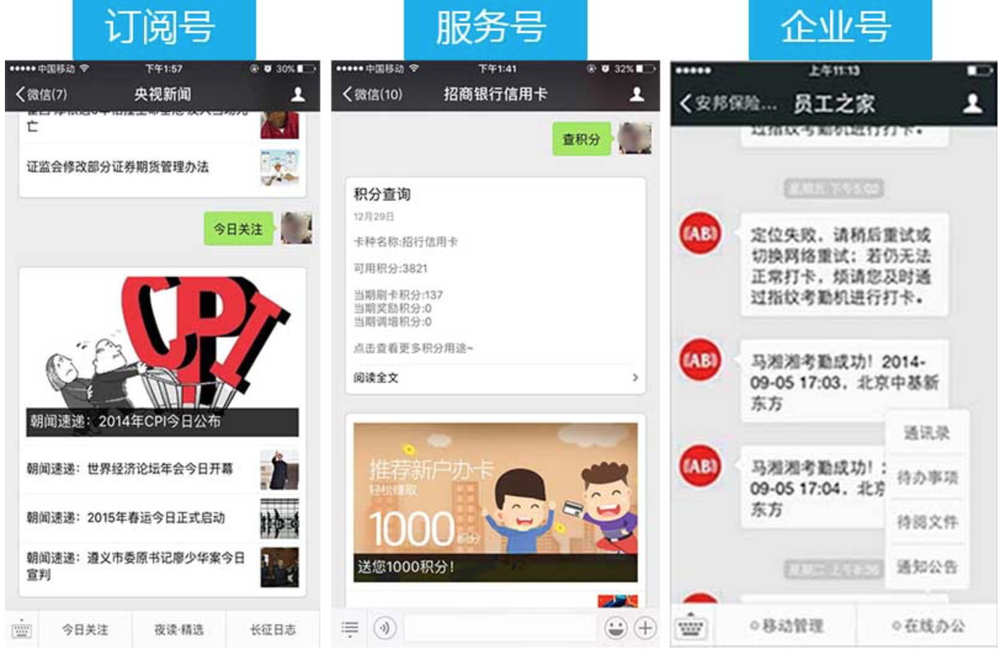 订阅号
中国移动 下午1:57 30%
微信(7) 央视新闻
亡
证监会修改部分证券期货管理办法
今日关注
CPI
朝闻速递：2014年CPI今日公布
朝闻速递：世界经济论坛年会今日开幕
朝闻速递：2015年春运今日正式启动
朝闻速递：遵义市委原书记廖少华案今日
宣判
今日关注 夜读·精选 长征日志
服务号
中国移动 下午1:41 32%
微信(10) 招商银行信用卡
查积分
积分查询
12月29日
卡种名称:招行信用卡
可用积分:3821
当期刷卡积分:137
当期奖励积分:0
当期调增积分:0
点击查看更多积分用途~
阅读全文
推荐新户办卡
轻松赚取
1000积分
送您1000积分！
企业号
上午11:13
安邦保险... 员工之家
过指纹考勤机进行打卡。
星期五 下午5:02
(AB)
定位失败，请稍后重试或
切换网络重试；若仍无法
正常打卡，烦请您及时通
过指纹考勤机进行打卡。
(AB)
马湘湘考勤成功！2014-
09-05 17:03，北京中基新
东方
(AB)
马湘湘考勤成功！
09-05 17:04，北京
东方
通讯录
待办事项
待阅文件
通知公告
移动管理 在线办公